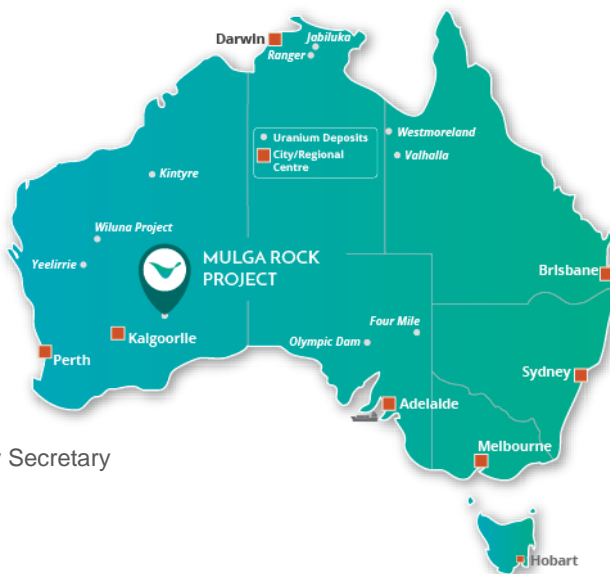 Darwin
Jabiluka
Ranger
Uranium Deposits
City/Regional
Centre
Westmoreland
Valhalla
Kintyre
Wiluna Project
Yeelirrie
MULGA ROCK
PROJECT
Brisbane
Kalgoorlie
Perth
Four Mile
Olympic Dam
Sydney
Adelaide
Melbourne
Secretary
Hobart